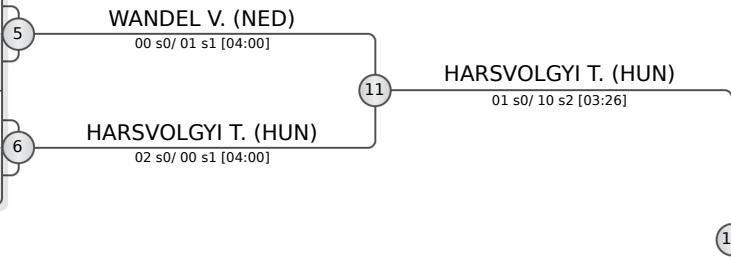 WANDEL V. (NED)
5
00 s0/ 01 s1 [04:00]
HARSVOLGYI T. (HUN)
11
01 s0/ 10 s2 [03:26]
HARSVOLGYI T. (HUN)
6
02 s0/ 00 s1 [04:00]